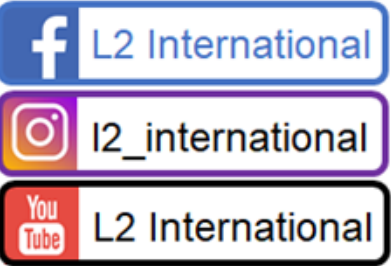 f L2 International
l2_international
You
Tube L2 International